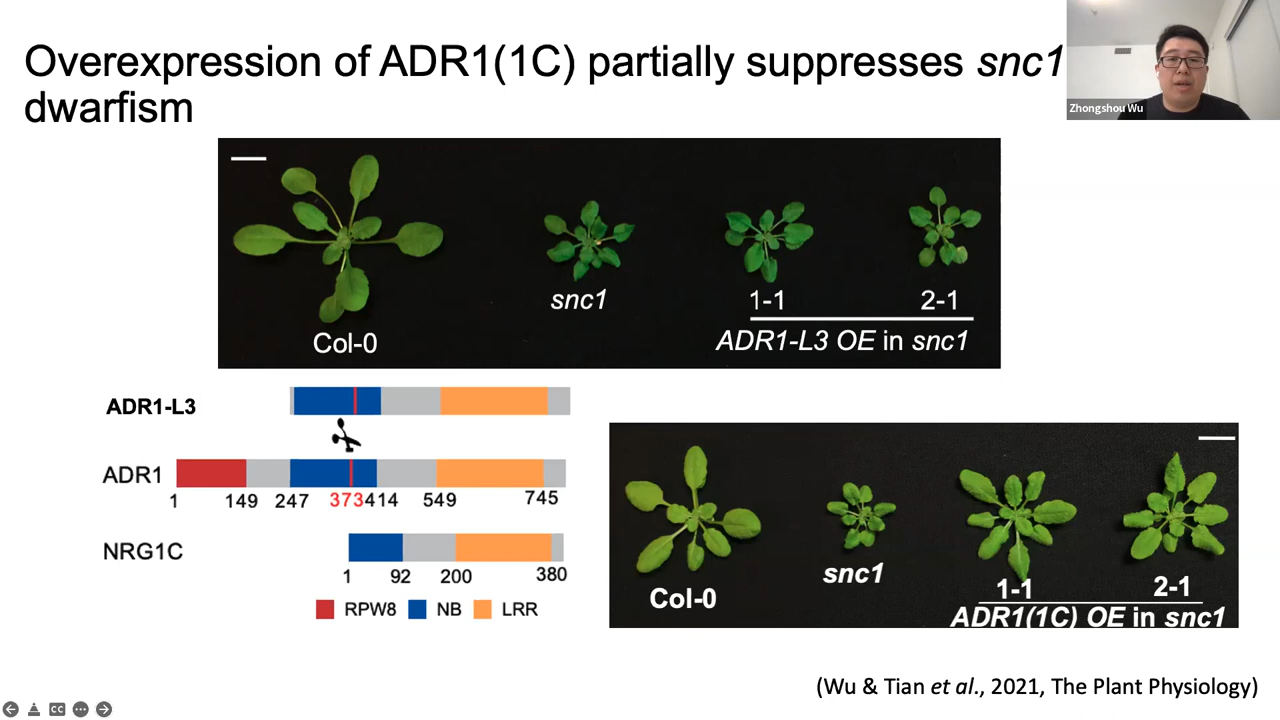 Overexpression of ADR1(1C) partially suppresses snc1
dwarfism
Zhongshou Wu
Col-0
snc1
1-1
2-1
ADR1-L3 OE in snc1
ADR1-L3
ADR1
1 149 247 373 414 549 745
NRG1C
1 92 200 380
RPW8 NB LRR
Col-0
snc1
1-1
2-1
ADR1(1C) OE in snc1
(Wu & Tian et al., 2021, The Plant Physiology)
CC